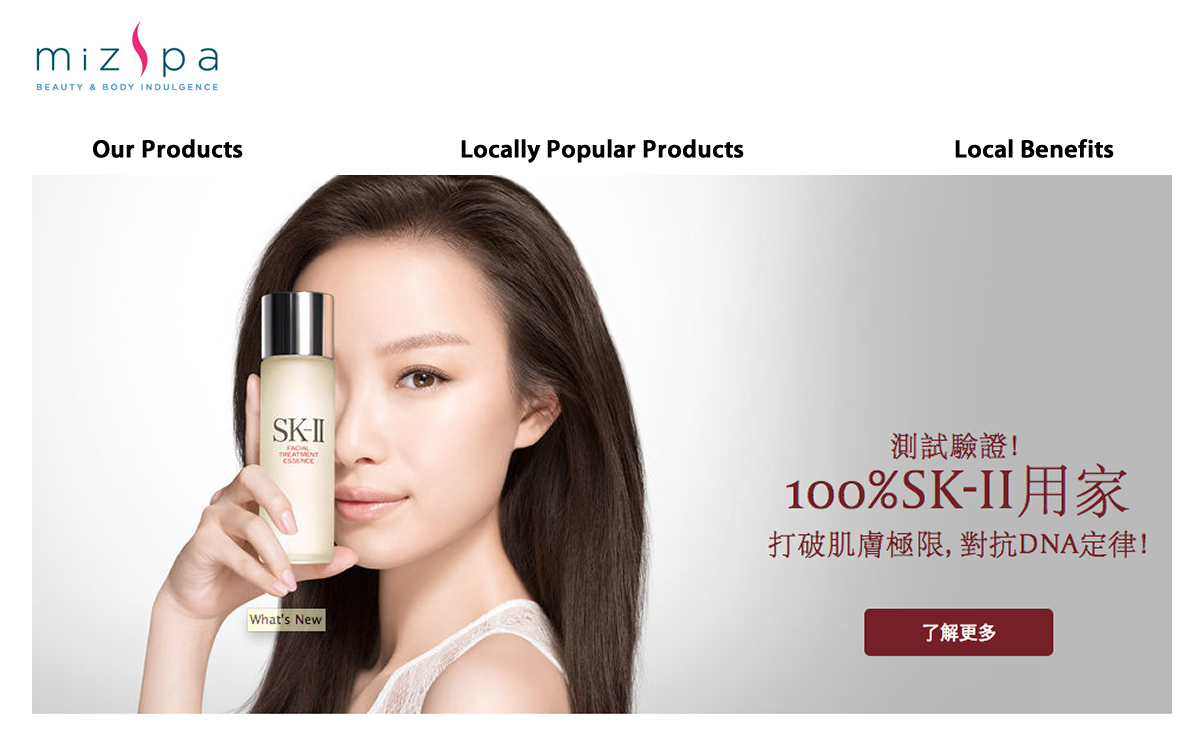 miz pa
BEAUTY & BODY INDULGENCE
Our Products
Locally Popular Products
Local Benefits
SK-II
FACIAL
TREATMENT
ESSENCE
測試驗證!
100%SK-II用家
打破肌膚極限, 對抗DNA定律!
What's New
了解更多